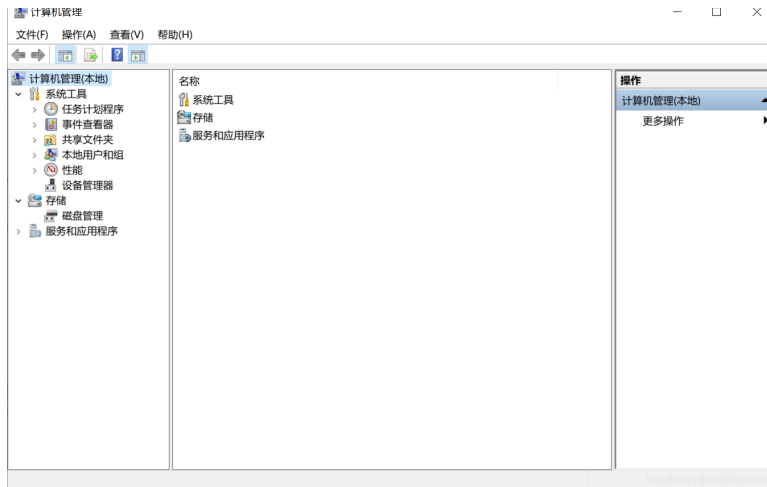 计算机管理
文件(F) 操作(A) 查看(V) 帮助(H)
计算机管理(本地)
系统工具
任务计划程序
事件查看器
共享文件夹
本地用户和组
性能
设备管理器
存储
磁盘管理
服务和应用程序
名称
系统工具
存储
服务和应用程序
操作
计算机管理(本地)
更多操作